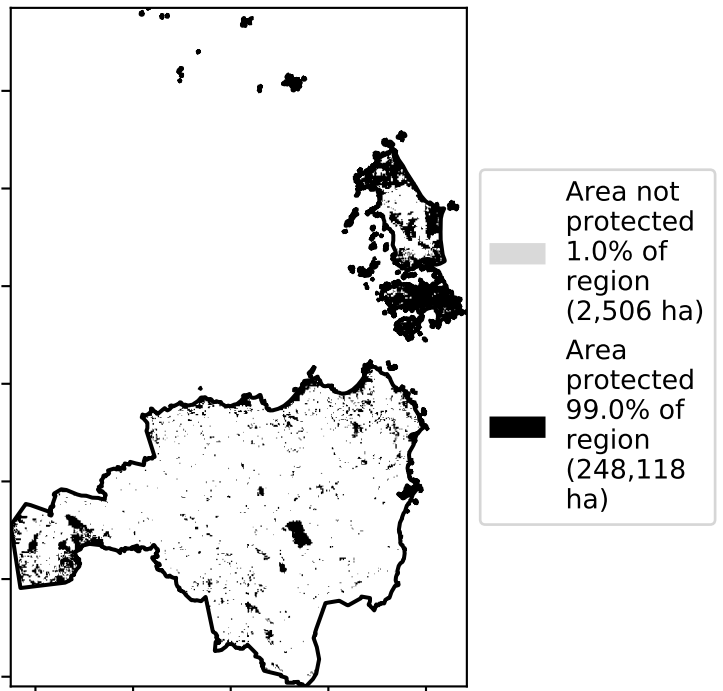 Area not
protected
1.0% of
region
(2,506 ha)
Area
protected
99.0% of
region
(248,118
ha)